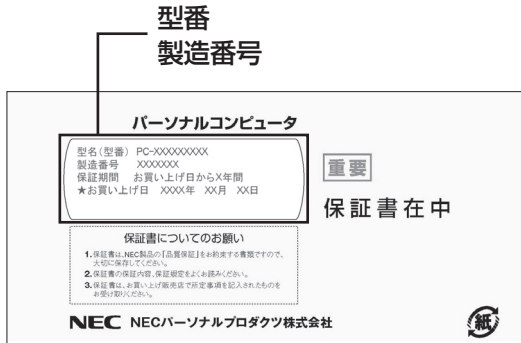 型番
製造番号
パーソナルコンピュータ
型名(型番) PC-XXXXXXXXX
製造番号 XXXXXXX
保証期間 お買い上げ日からX年間
★お買い上げ日 XXXX年 XX月 XX日
重要
保証書在中
保証書についてのお願い
1.保証書は、NEC製品の『品質保証』をお約束する書類ですので、
大切に保存してください。
2.保証書の保証内容、保証規定をよくお読みください。
3.保証書は、お買い上げ販売店で所定事項を記入されたものを
お受け取りください。
NEC NECパーソナルプロダクツ株式会社
紙